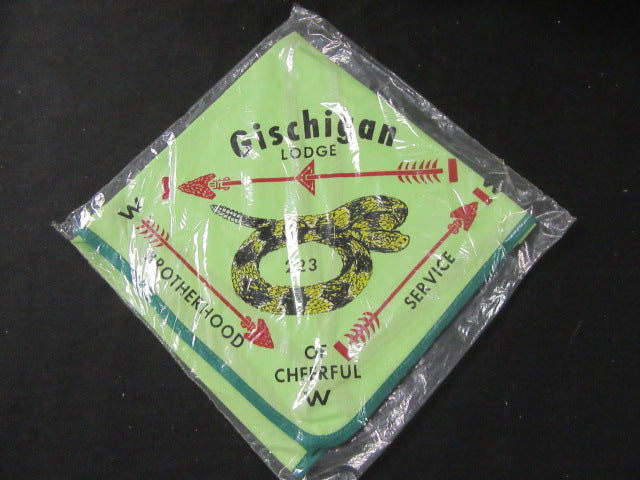 Gischigan
LODGE
W
W
223
BROTHERHOOD
OF
CHEERFUL
SERVICE
W